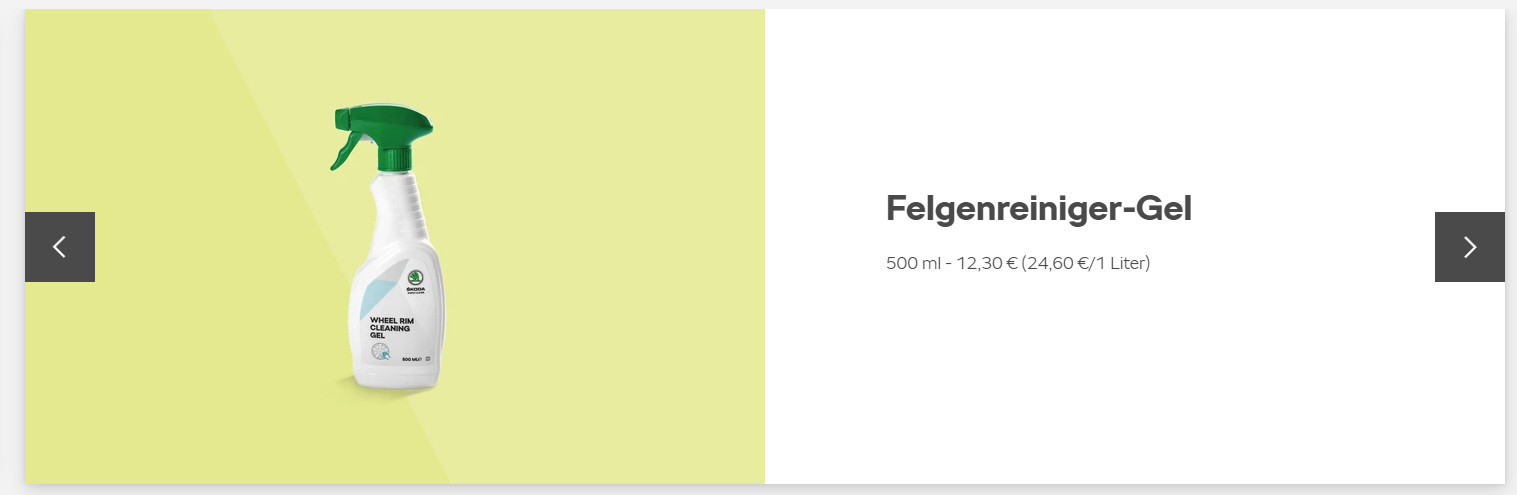 ŠKODA
WHEEL RIM
CLEANING
GEL
500 ML℮
Felgenreiniger-Gel
500 ml - 12,30 € (24,60 €/1 Liter)